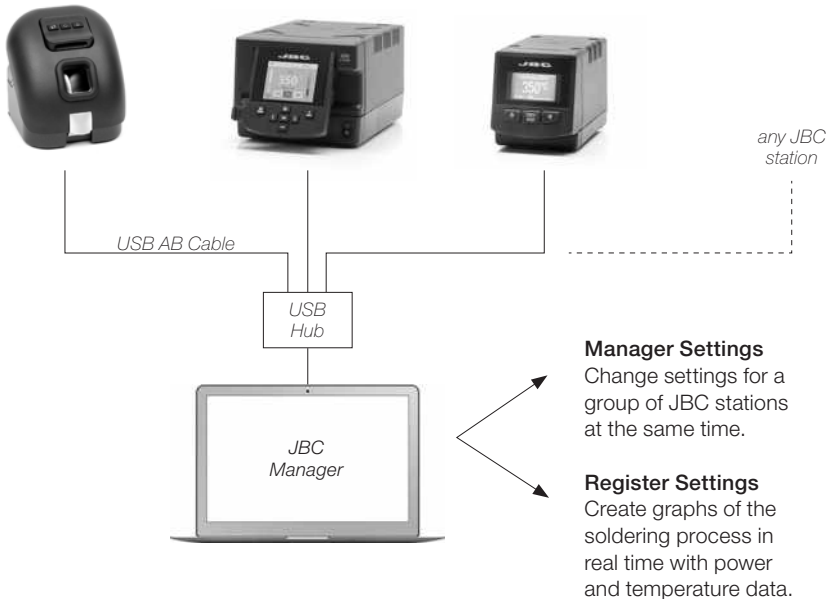 JBC
JBC
350
350°C
any JBC
station
USB AB Cable
USB
Hub
JBC
Manager
Manager Settings
Change settings for a
group of JBC stations
at the same time.
Register Settings
Create graphs of the
soldering process in
real time with power
and temperature data.